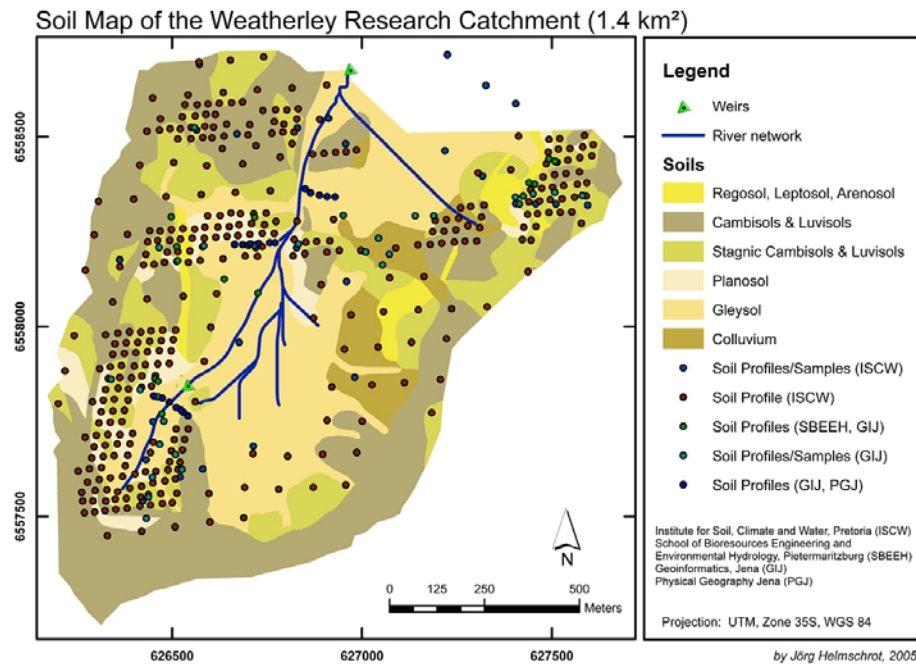 Soil Map of the Weatherley Research Catchment (1.4 km²)
6558500
6558000
6557500
626500
627000
627500
N
0 125 250 500
Meters
Legend
Weirs
River network
Soils
Regosol, Leptosol, Arenosol
Cambisols & Luvisols
Stagnic Cambisols & Luvisols
Planosol
Gleysol
Colluvium
Soil Profiles/Samples (ISCW)
Soil Profile (ISCW)
Soil Profiles (SBEEH, GIJ)
Soil Profiles/Samples (GIJ)
Soil Profiles (GIJ, PGJ)
Institute for Soil, Climate and Water, Pretoria (ISCW)
School of Bioresources Engineering and
Environmental Hydrology, Pietermaritzburg (SBEEH)
Geoinformatics, Jena (GIJ)
Physical Geography Jena (PGJ)
Projection: UTM, Zone 35S, WGS 84
by Jörg Helmschrot, 2005